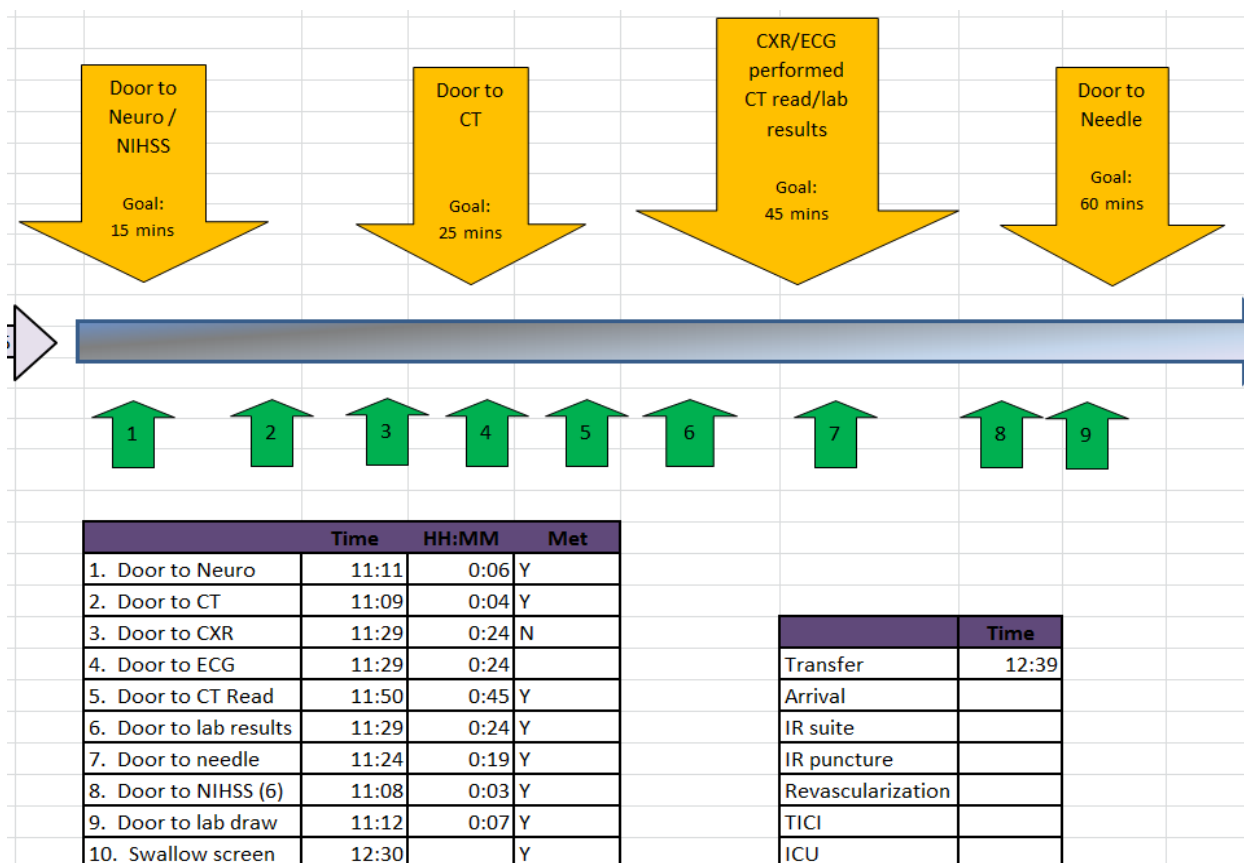 Door to
Neuro /
NIHSS
Goal:
15 mins
Door to
CT
Goal:
25 mins
CXR/ECG
performed
CT read/lab
results
Goal:
45 mins
Door to
Needle
Goal:
60 mins
1 2 3 4 5 6 7 8 9
Time HH:MM Met
1. Door to Neuro 11:11 0:06 Y
2. Door to CT 11:09 0:04 Y
3. Door to CXR 11:29 0:24 N
4. Door to ECG 11:29 0:24
5. Door to CT Read 11:50 0:45 Y
6. Door to lab results 11:29 0:24 Y
7. Door to needle 11:24 0:19 Y
8. Door to NIHSS (6) 11:08 0:03 Y
9. Door to lab draw 11:12 0:07 Y
10. Swallow screen 12:30 Y
Time
Transfer 12:39
Arrival
IR suite
IR puncture
Revascularization
TICI
ICU